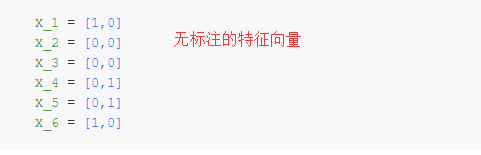 X_1 = [1,0]
X_2 = [0,0]
无标注的特征向量
X_3 = [0,0]
X_4 = [0,1]
X_5 = [0,1]
X_6 = [1,0]